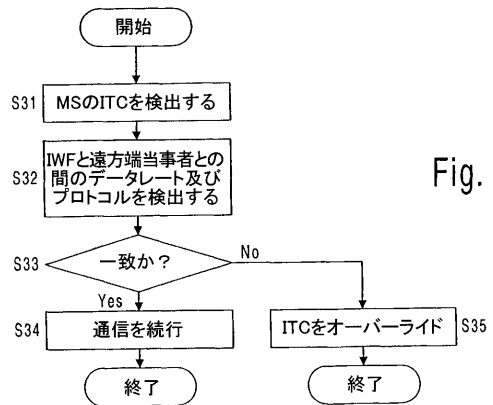 開始
S31
MSのITCを検出する
S32
IWFと遠方端当事者との
間のデータレート及び
プロトコルを検出する
Fig.
S33
一致か？
No
Yes
S34
通信を続行
ITCをオーバーライド
S35
終了
終了